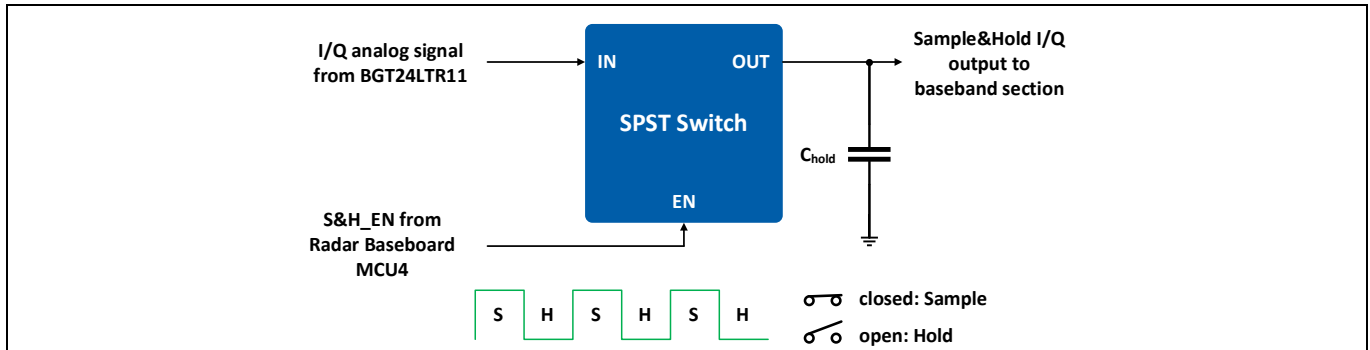 I/Q analog signal
from BGT24LTR11
IN
OUT
SPST Switch
EN
Sample&Hold I/Q
output to
baseband section
Chold
S&H_EN from
Radar Baseboard
MCU4
S H S H S H
closed: Sample
open: Hold